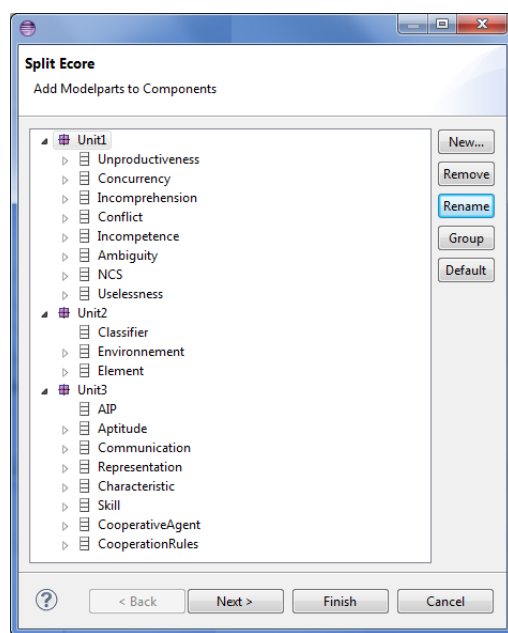 Split Ecore
Add Modelparts to Components
Unit1
Unproductiveness
Concurrency
Incomprehension
Conflict
Incompetence
Ambiguity
NCS
Uselessness
Unit2
Classifier
Environnement
Element
Unit3
AIP
Aptitude
Communication
Representation
Characteristic
Skill
CooperativeAgent
CooperationRules
New...
Remove
Rename
Group
Default
?
< Back
Next >
Finish
Cancel